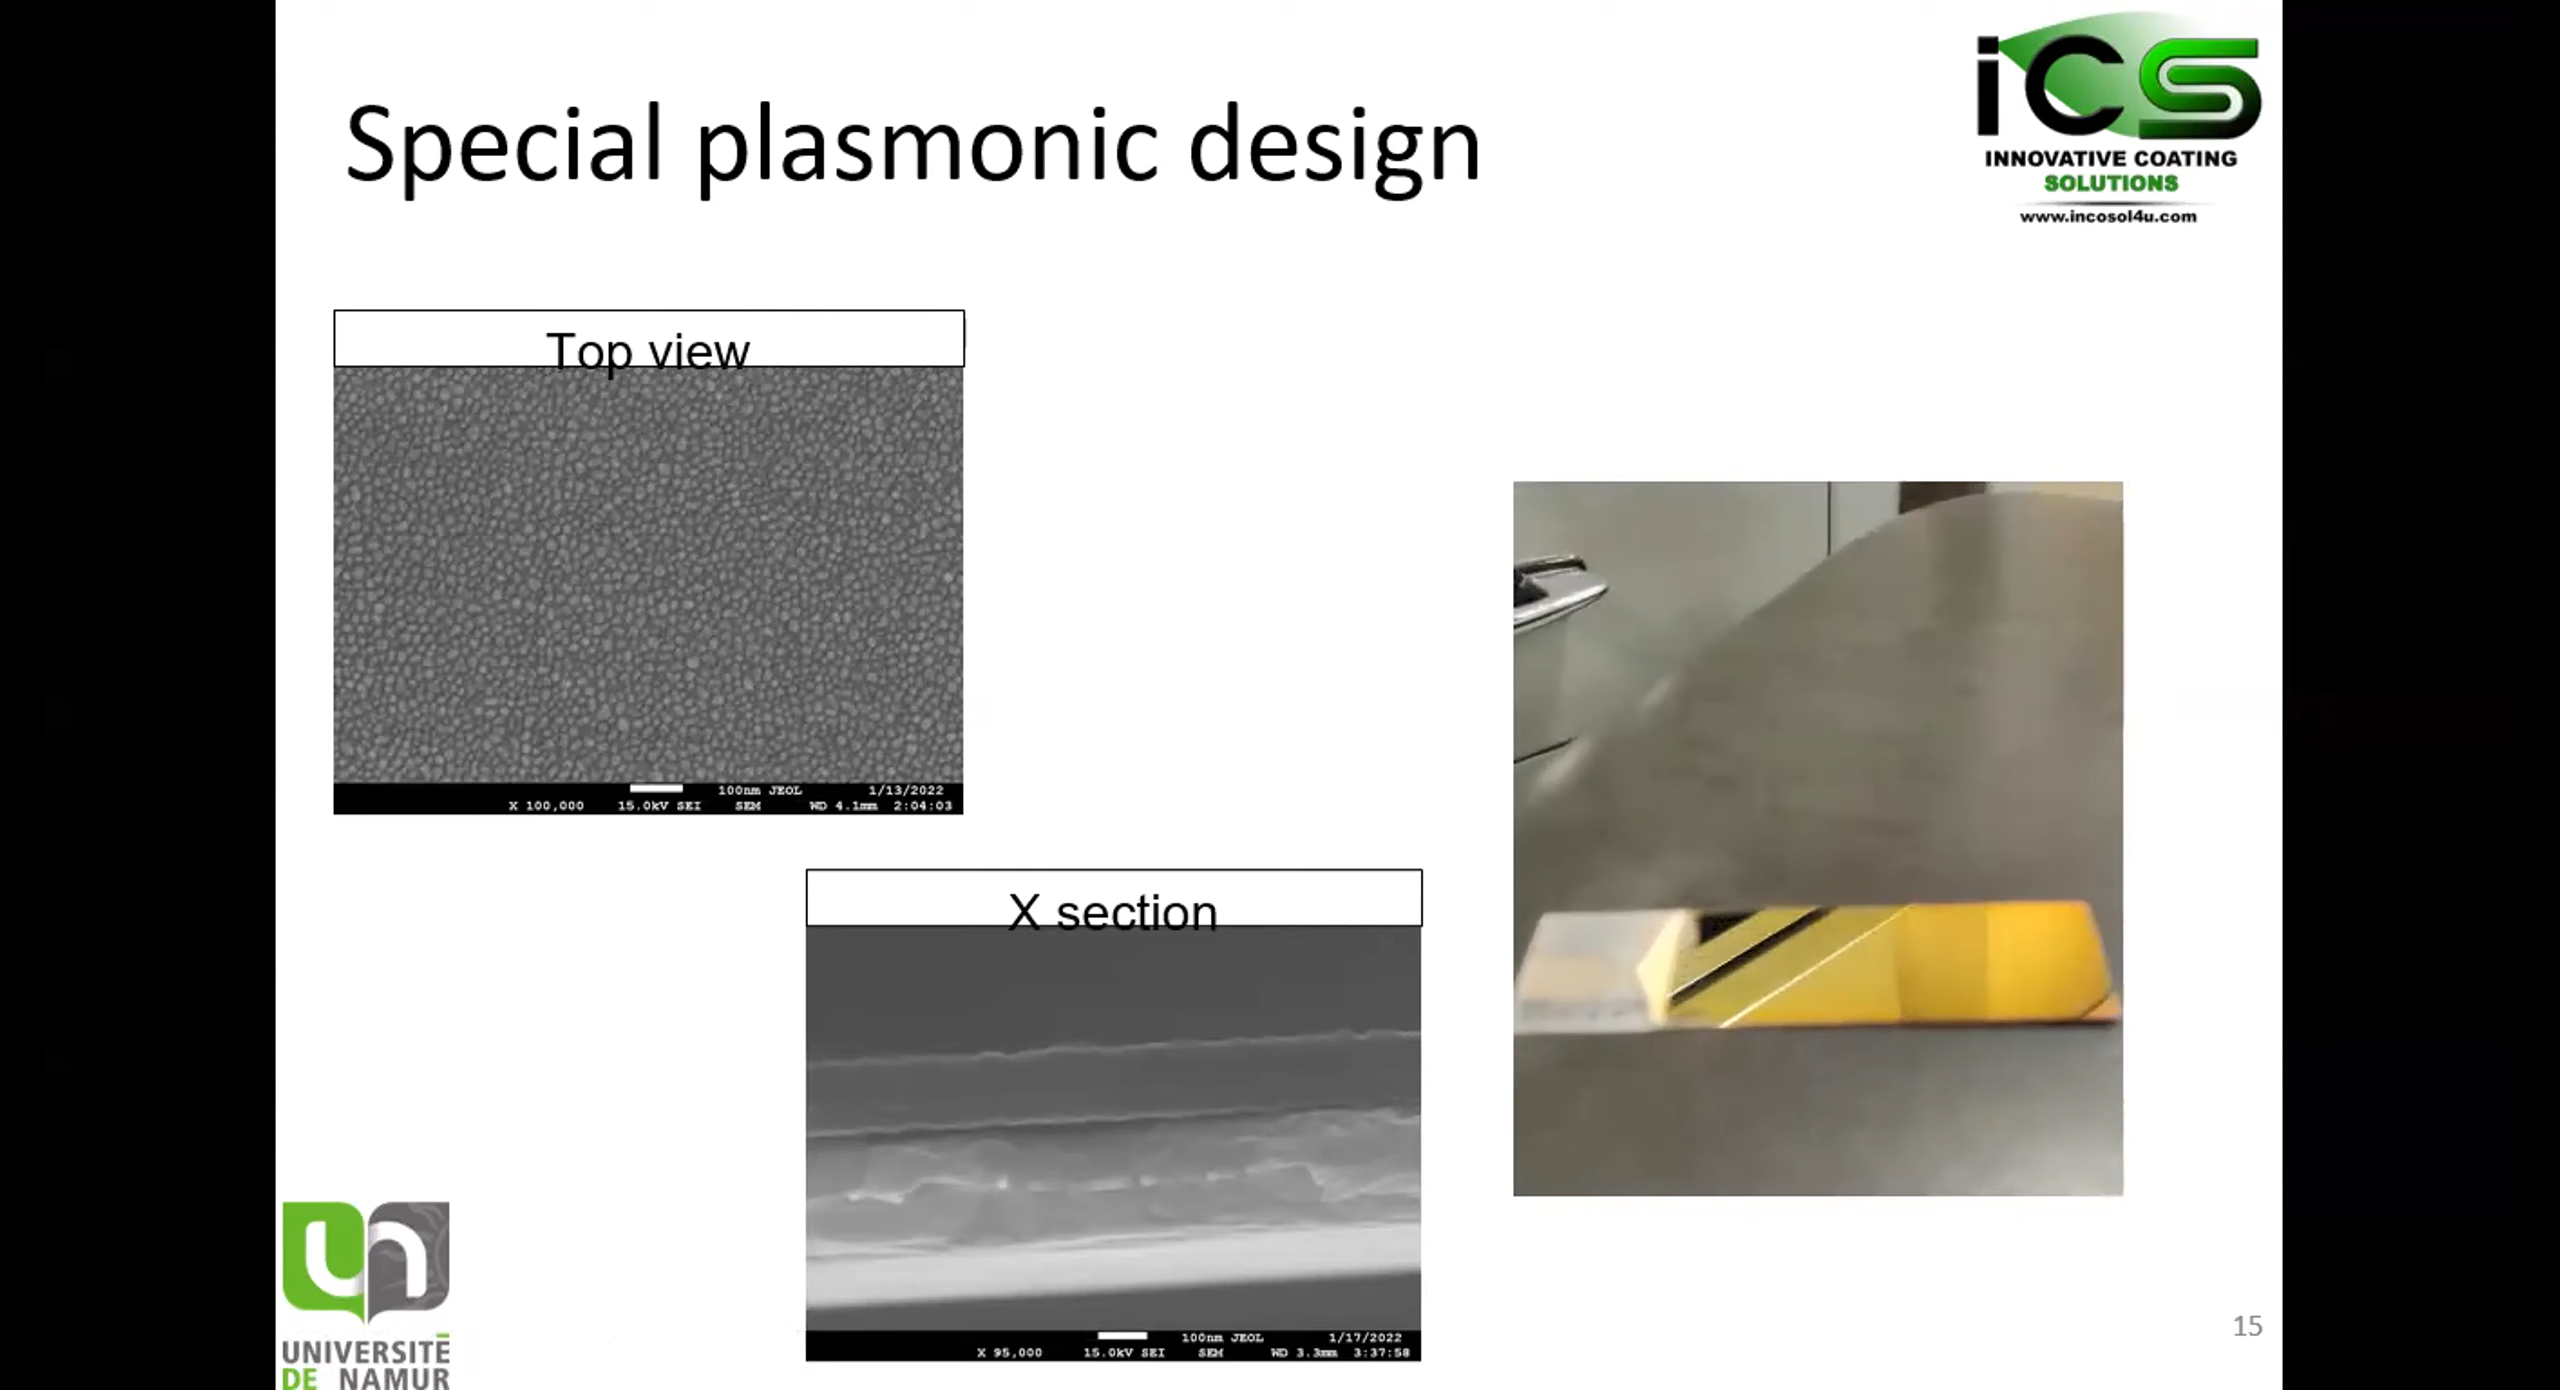 Special plasmonic design
iCS
INNOVATIVE COATING
SOLUTIONS
www.incosol4u.com
Top view
100nm JEOL 1/13/2022
X 100,000 15.0kV SEI SEM WD 4.1mm 2:04:03
X section
100nm JEOL 1/17/2022
X 95,000 15.0kV SEI SEM WD 3.3mm 3:37:58
un
UNIVERSITÉ
DE NAMUR
15